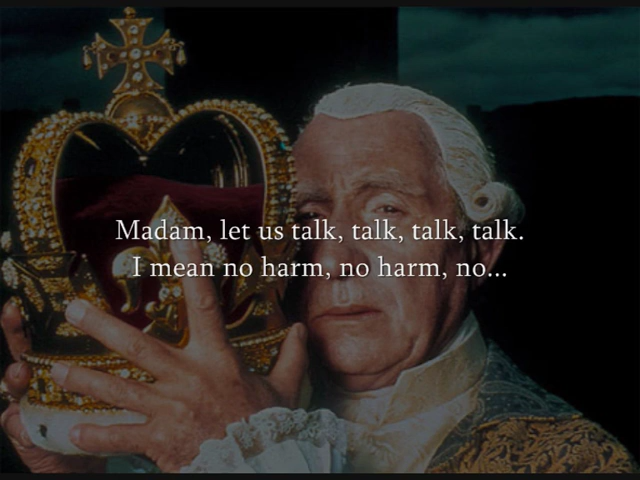 Madam, let us talk, talk, talk, talk.
I mean no harm, no harm, no...